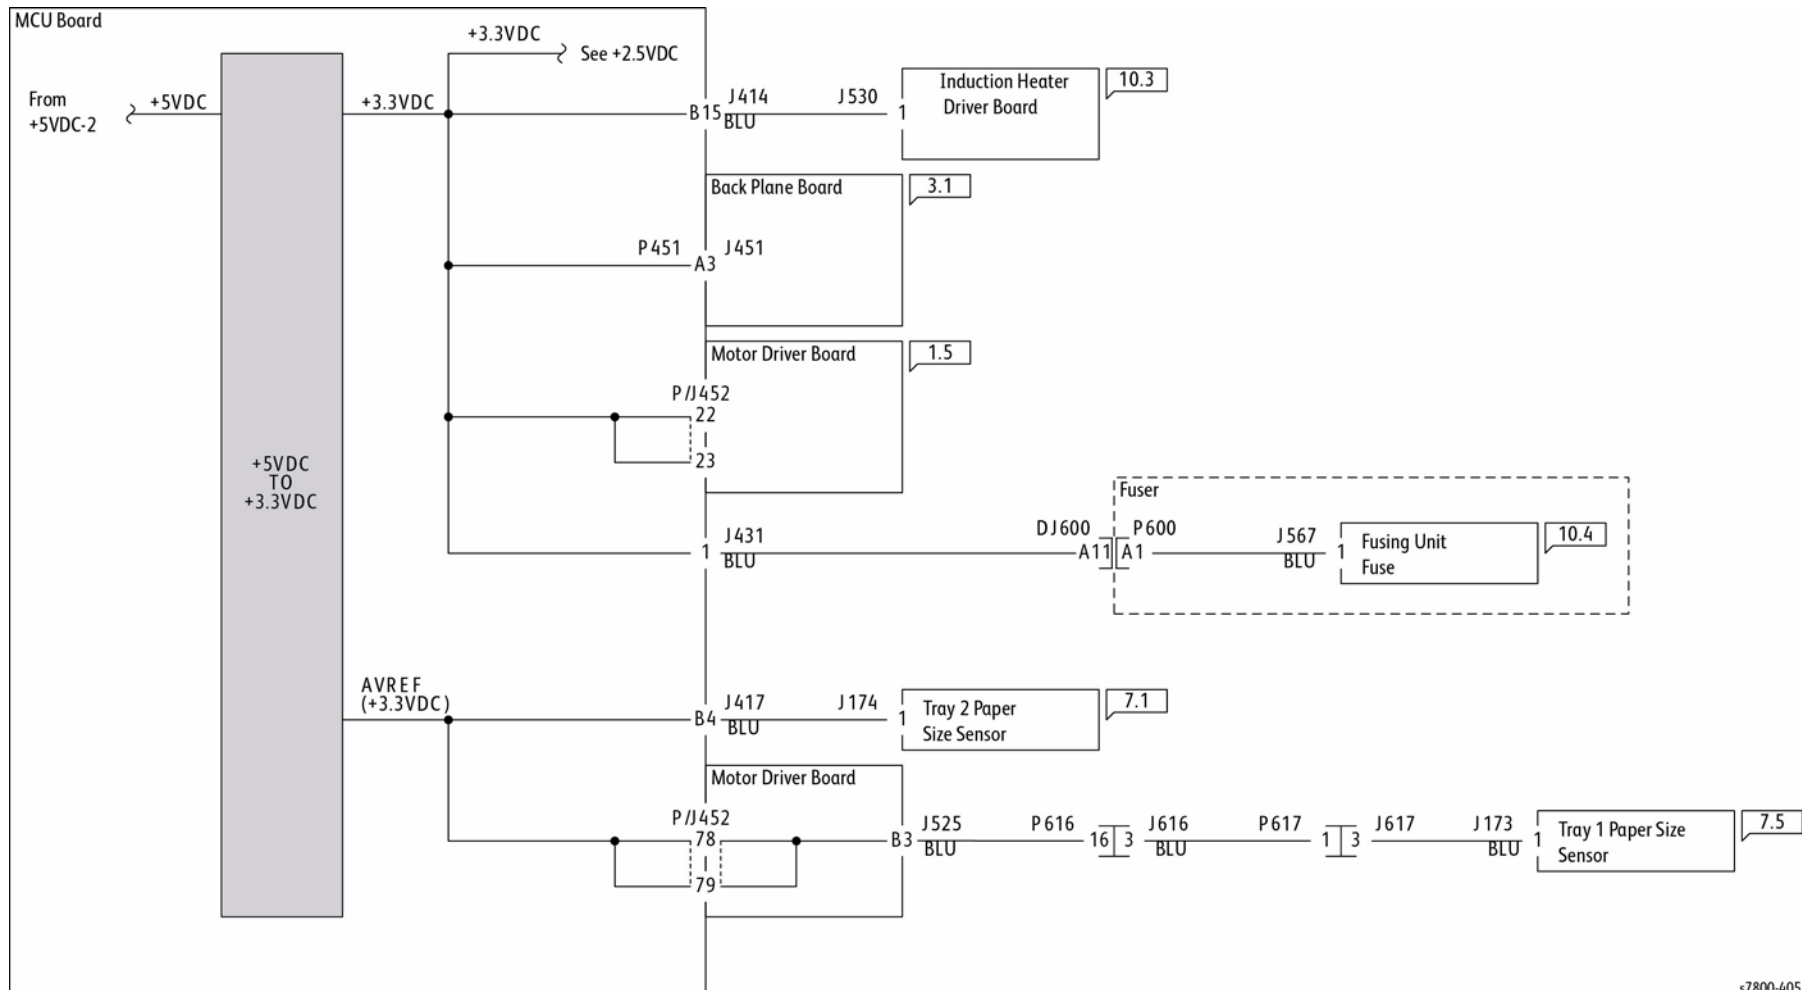 MCU Board
+3.3VDC
See +2.5VDC
From
+5VDC-2
+5VDC
+3.3VDC
B15
J414
BLU
J530
1
Induction Heater
Driver Board
10.3
Back Plane Board
3.1
P451
A3
J451
Motor Driver Board
1.5
P/J452
22
23
+5VDC
TO
+3.3VDC
1
J431
BLU
DJ600
A11
Fuser
P600
A1
J567
BLU
1
Fusing Unit
Fuse
10.4
AVREF
(+3.3VDC)
B4
J417
BLU
J174
1
Tray 2 Paper
Size Sensor
7.1
Motor Driver Board
P/J452
78
79
B3
J525
BLU
P616
16
3
J616
BLU
P617
1
3
J617
J173
BLU
1
Tray 1 Paper Size
Sensor
7.5
s7800-405